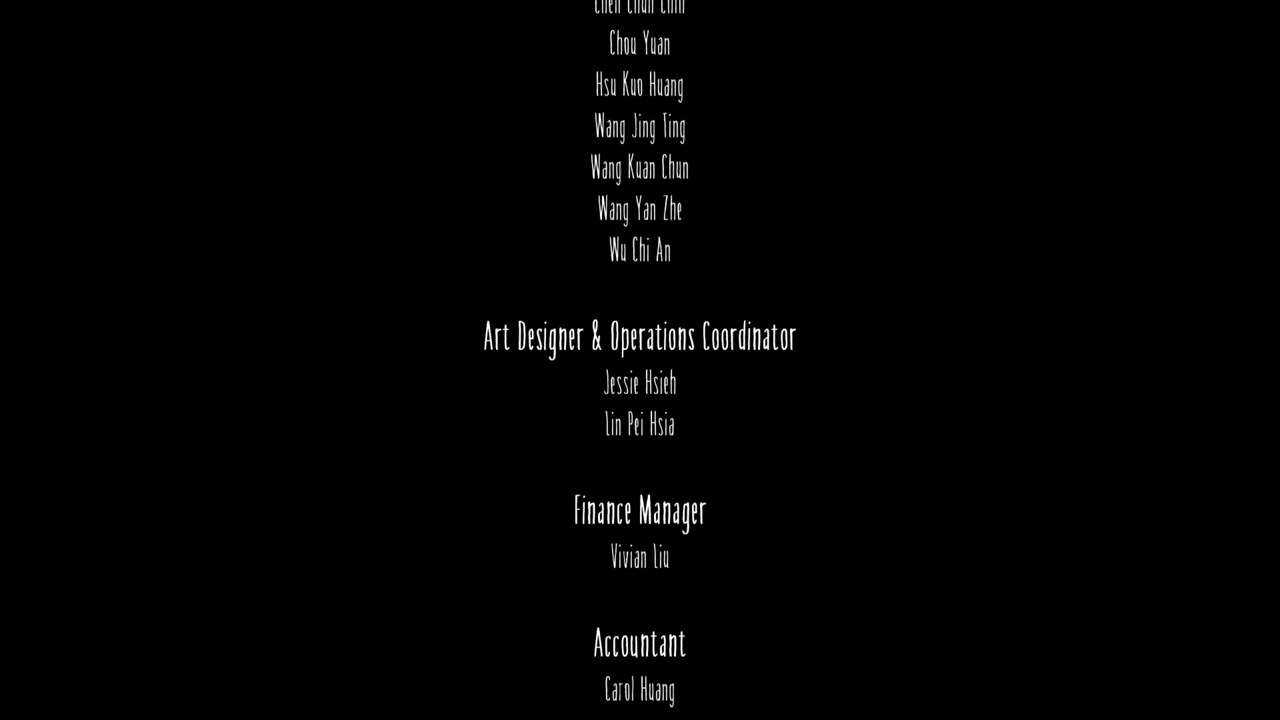 Chou Yuan
Hsu Kuo Huang
Wang Jing Ting
Wang Kuan Chun
Wang Yan Zhe
Wu Chi An
Art Designer & Operations Coordinator
Jessie Hsieh
Lin Pei Hsia
Finance Manager
Vivian Liu
Accountant
Carol Huang